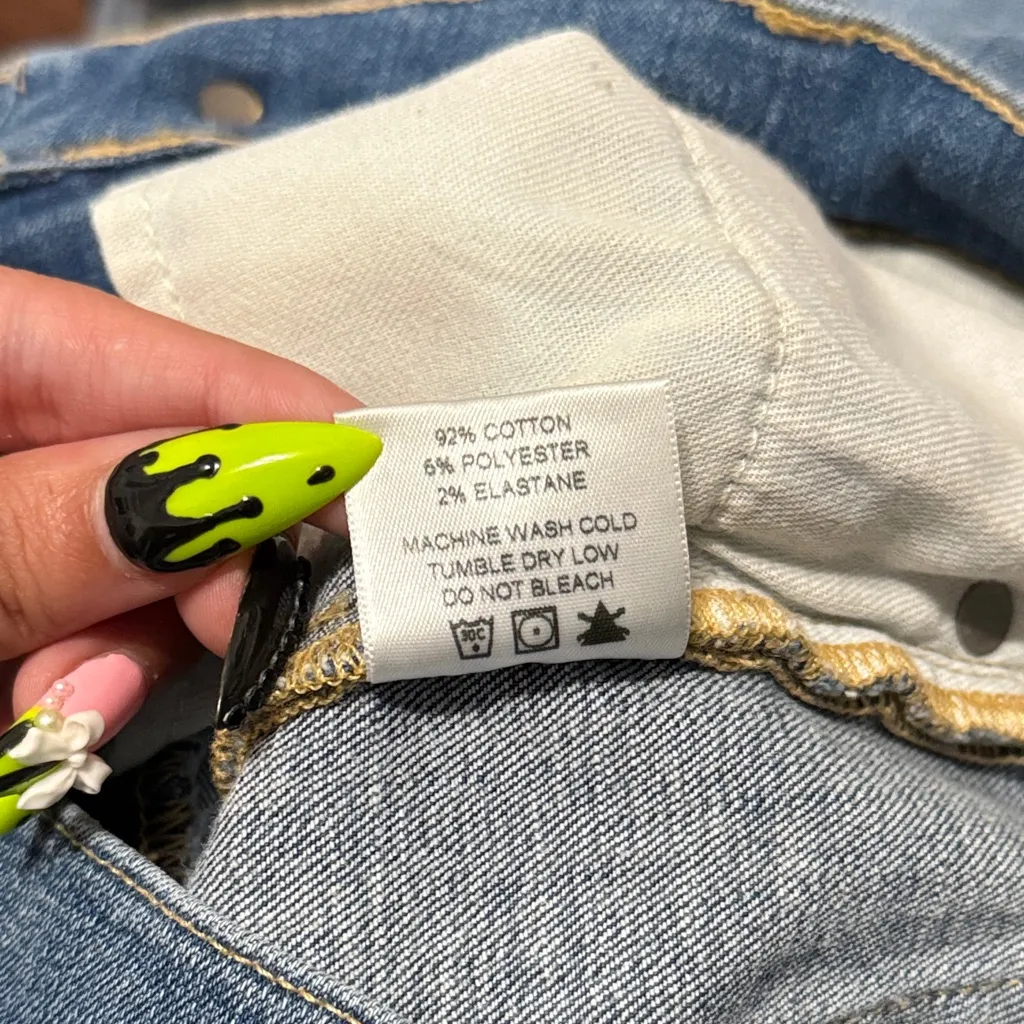 92% COTTON
6% POLYESTER
2% ELASTANE
MACHINE WASH COLD
TUMBLE DRY LOW
DO NOT BLEACH
30C